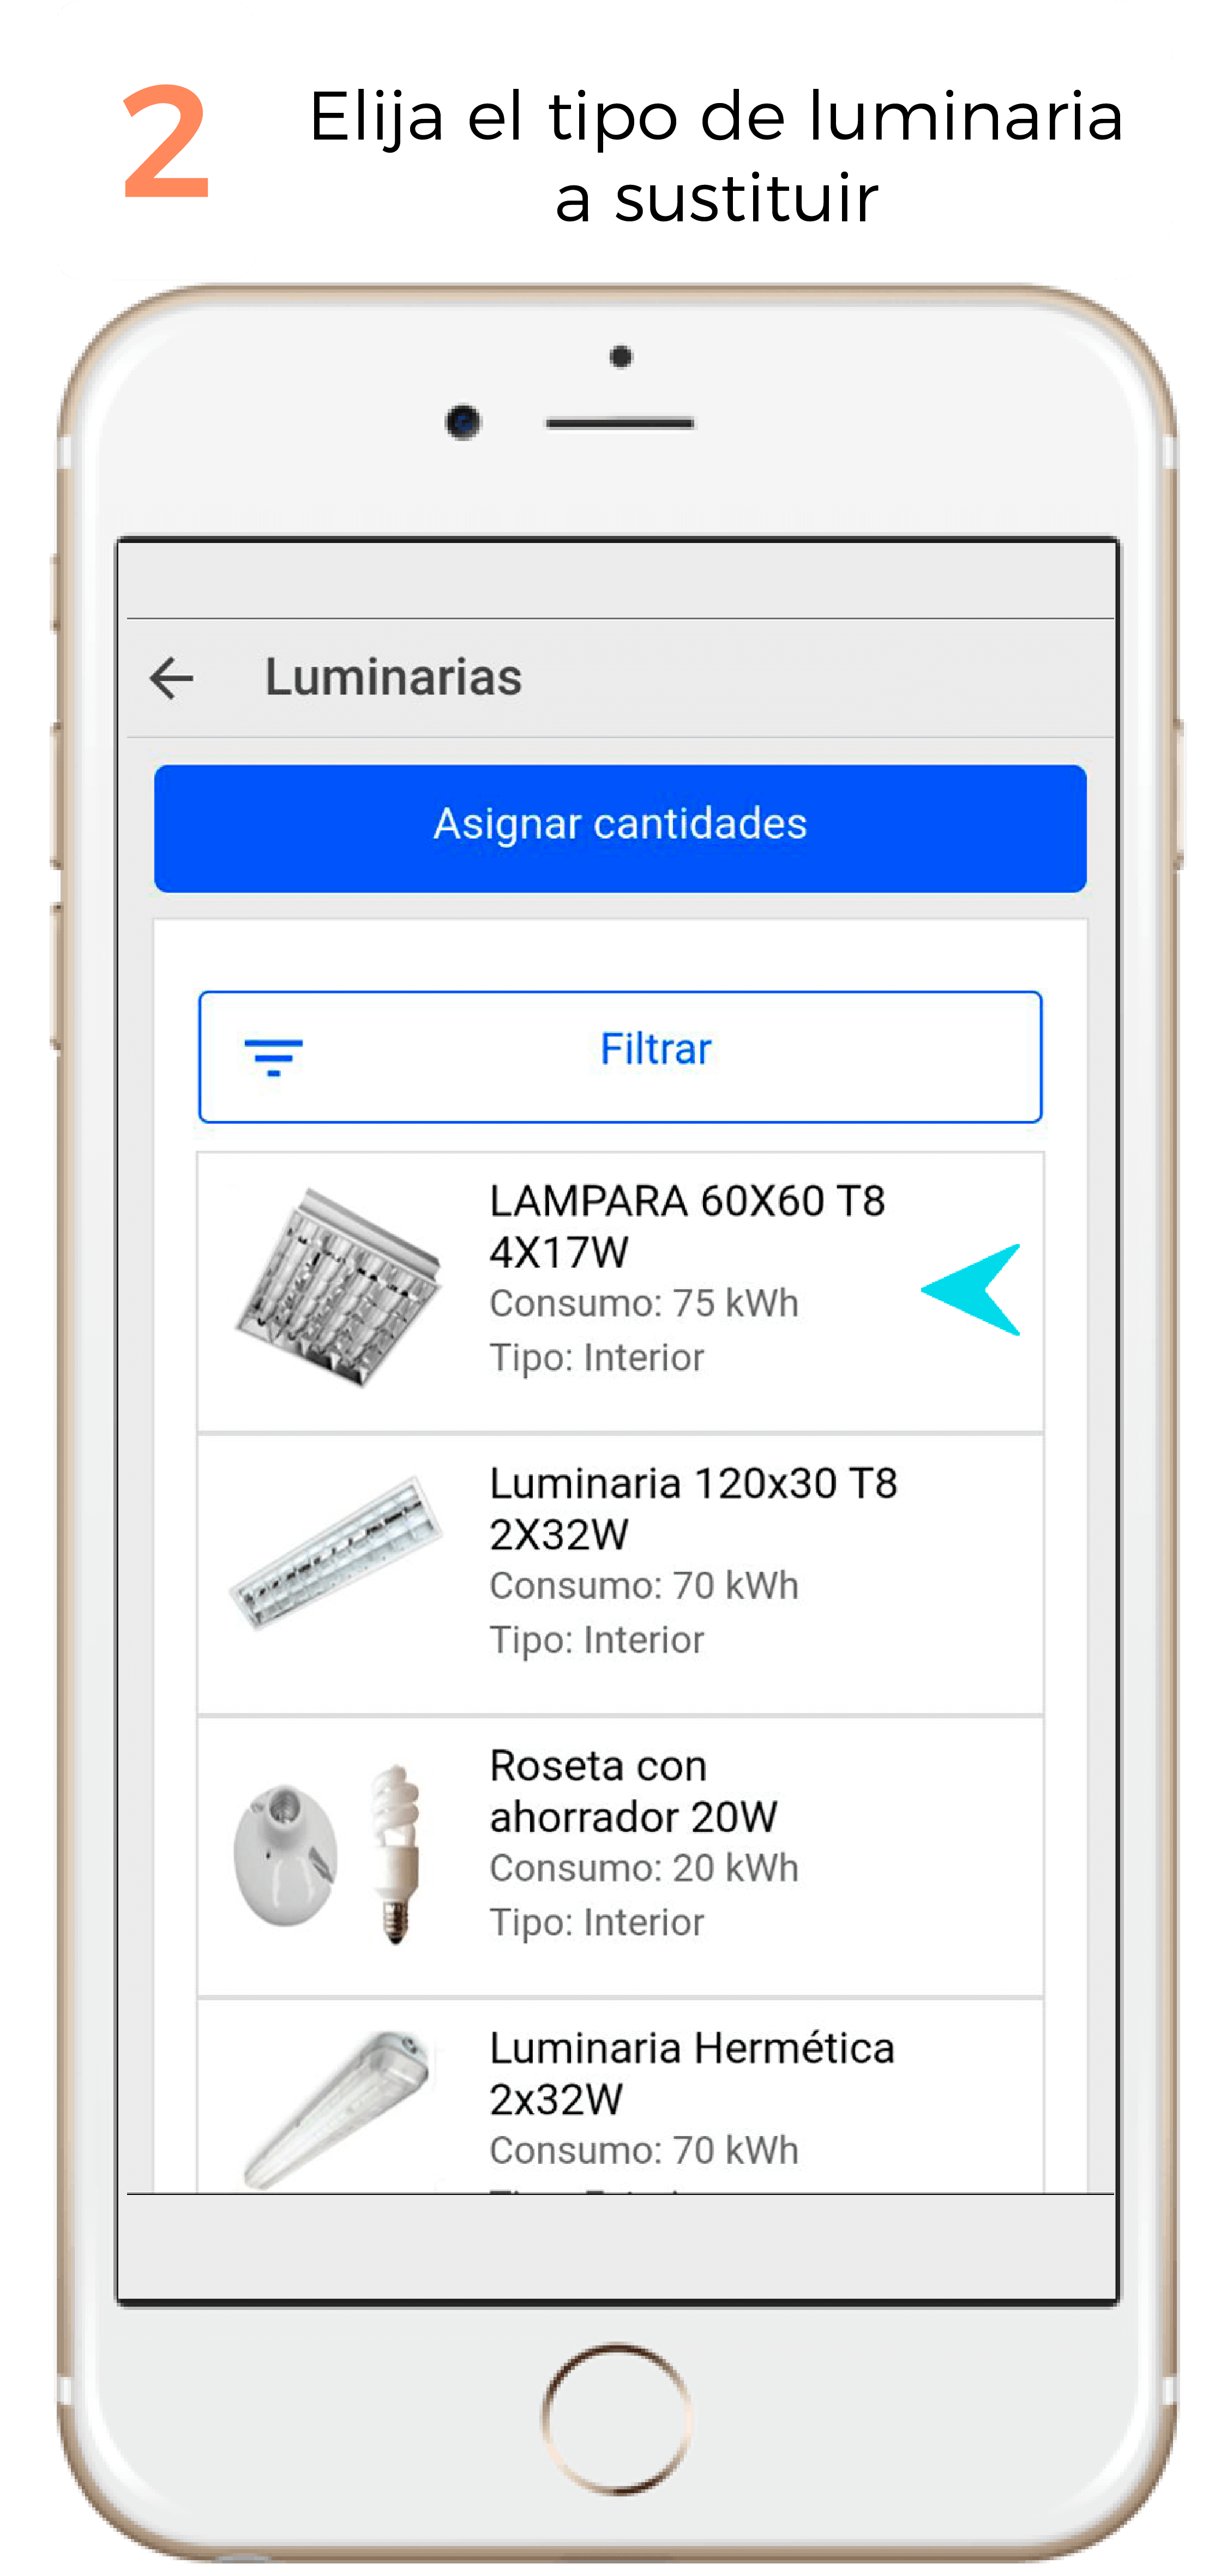 2
Elija el tipo de luminaria
a sustituir
Luminarias
Asignar cantidades
Filtrar
LAMPARA 60X60 T8
4X17W
Consumo: 75 kWh
Tipo: Interior
Luminaria 120x30 T8
2X32W
Consumo: 70 kWh
Tipo: Interior
Roseta con
ahorrador 20W
Consumo: 20 kWh
Tipo: Interior
Luminaria Hermética
2x32W
Consumo: 70 kWh